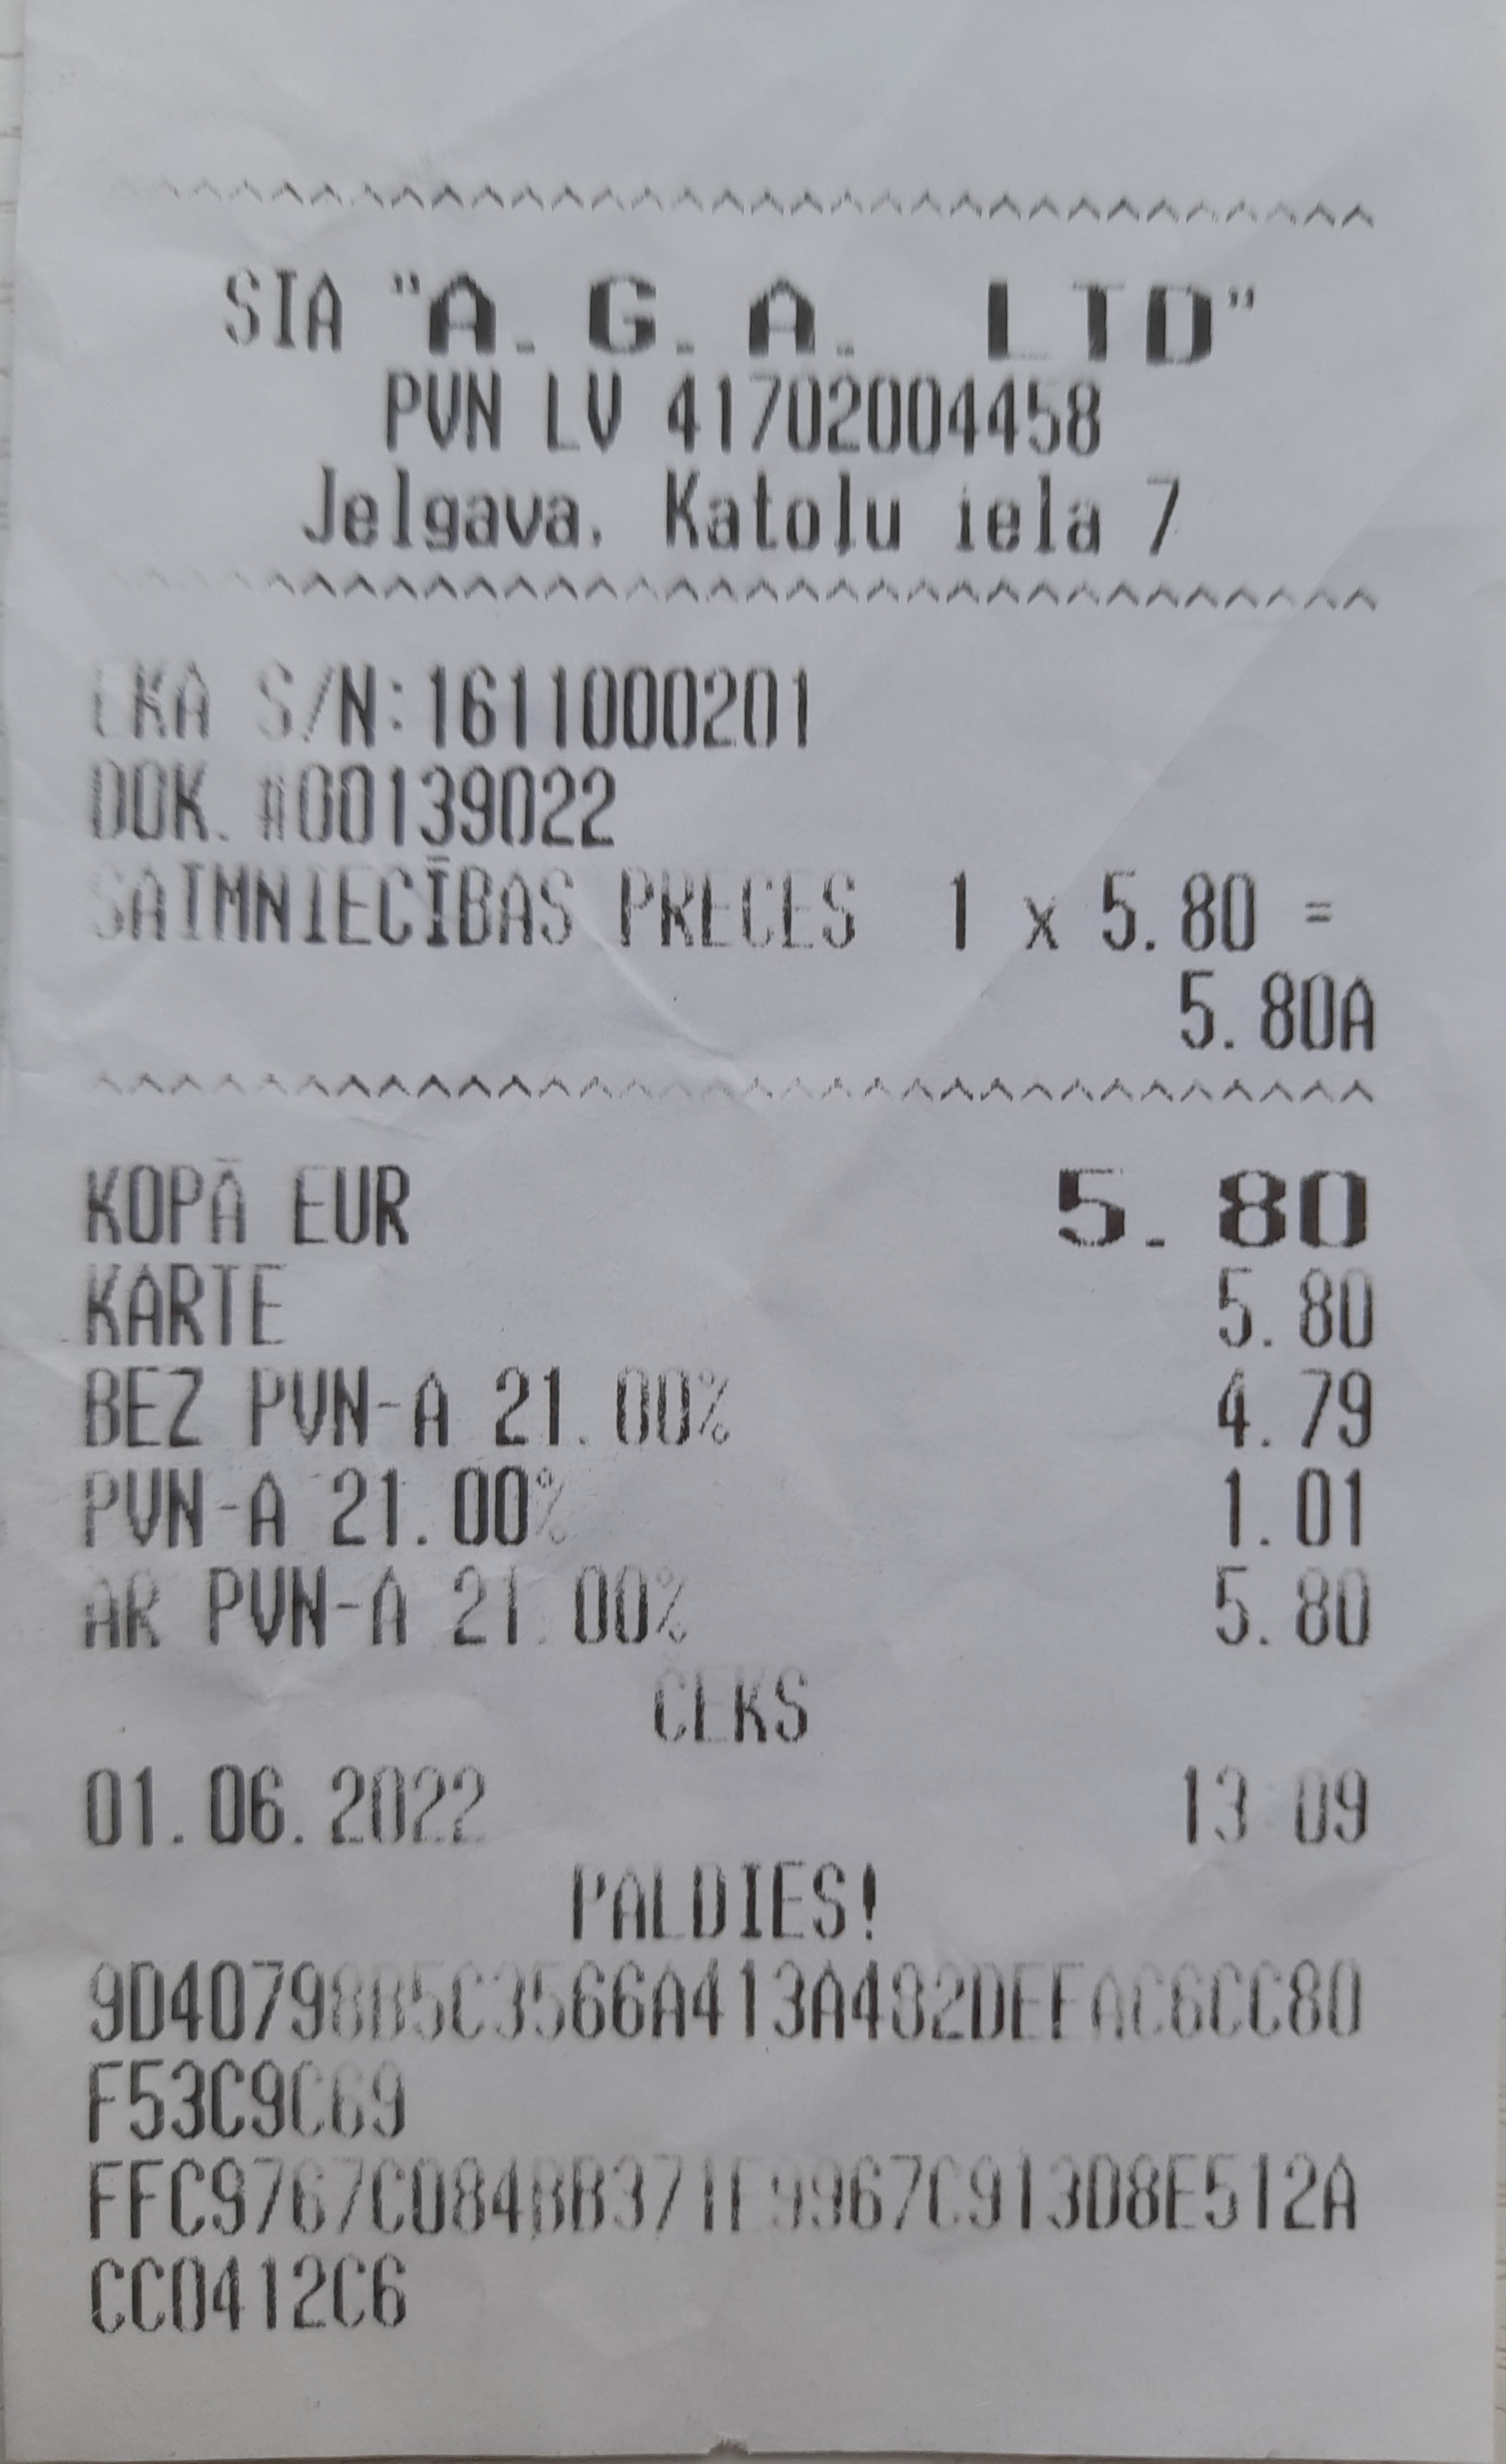 SIA "A. G. A. LTD"
PVN LV 41702004458
Jelgava, Katoļu iela 7
EKA S/N:1611000201
DOK. #00139022
SAIMNIECĪBAS PRECES 1 x 5.80 =
5.80A
KOPĀ EUR 5.80
KARTE 5.80
BEZ PVN-A 21.00% 4.79
PVN-A 21.00% 1.01
AR PVN-A 21.00% 5.80
ČEKS
01.06.2022 13:09
PALDIES!
9D40798B5C3566A413A482DEFAC6CC80
F53C9C69
CC0412C6